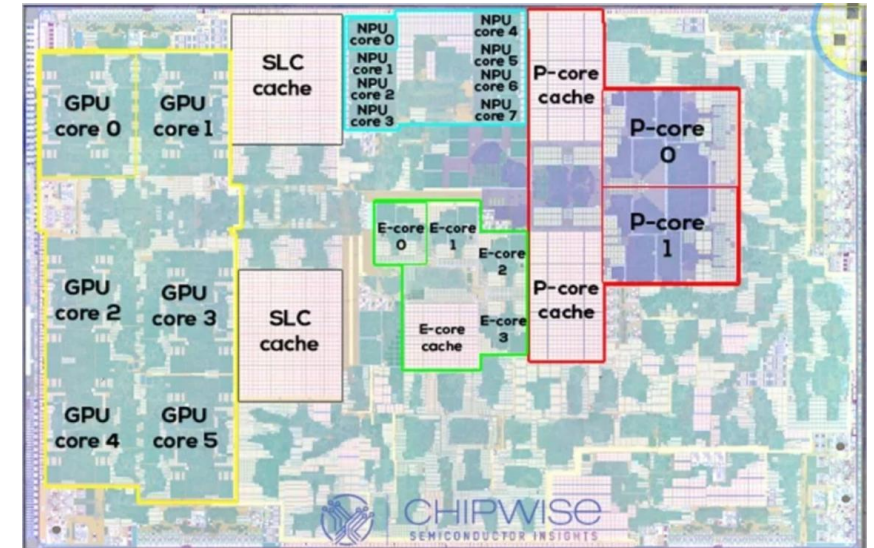 GPU
core 0
GPU
core 1
SLC
cache
NPU
core 0
NPU
core 1
NPU
core 2
NPU
core 3
NPU
core 4
NPU
core 5
NPU
core 6
NPU
core 7
P-core
cache
P-core
0
P-core
1
E-core
0
E-core
1
E-core
2
E-core
3
E-core
cache
P-core
cache
GPU
core 2
GPU
core 3
SLC
cache
GPU
core 4
GPU
core 5
CHIPWISE
SEMICONDUCTOR INSIGHTS